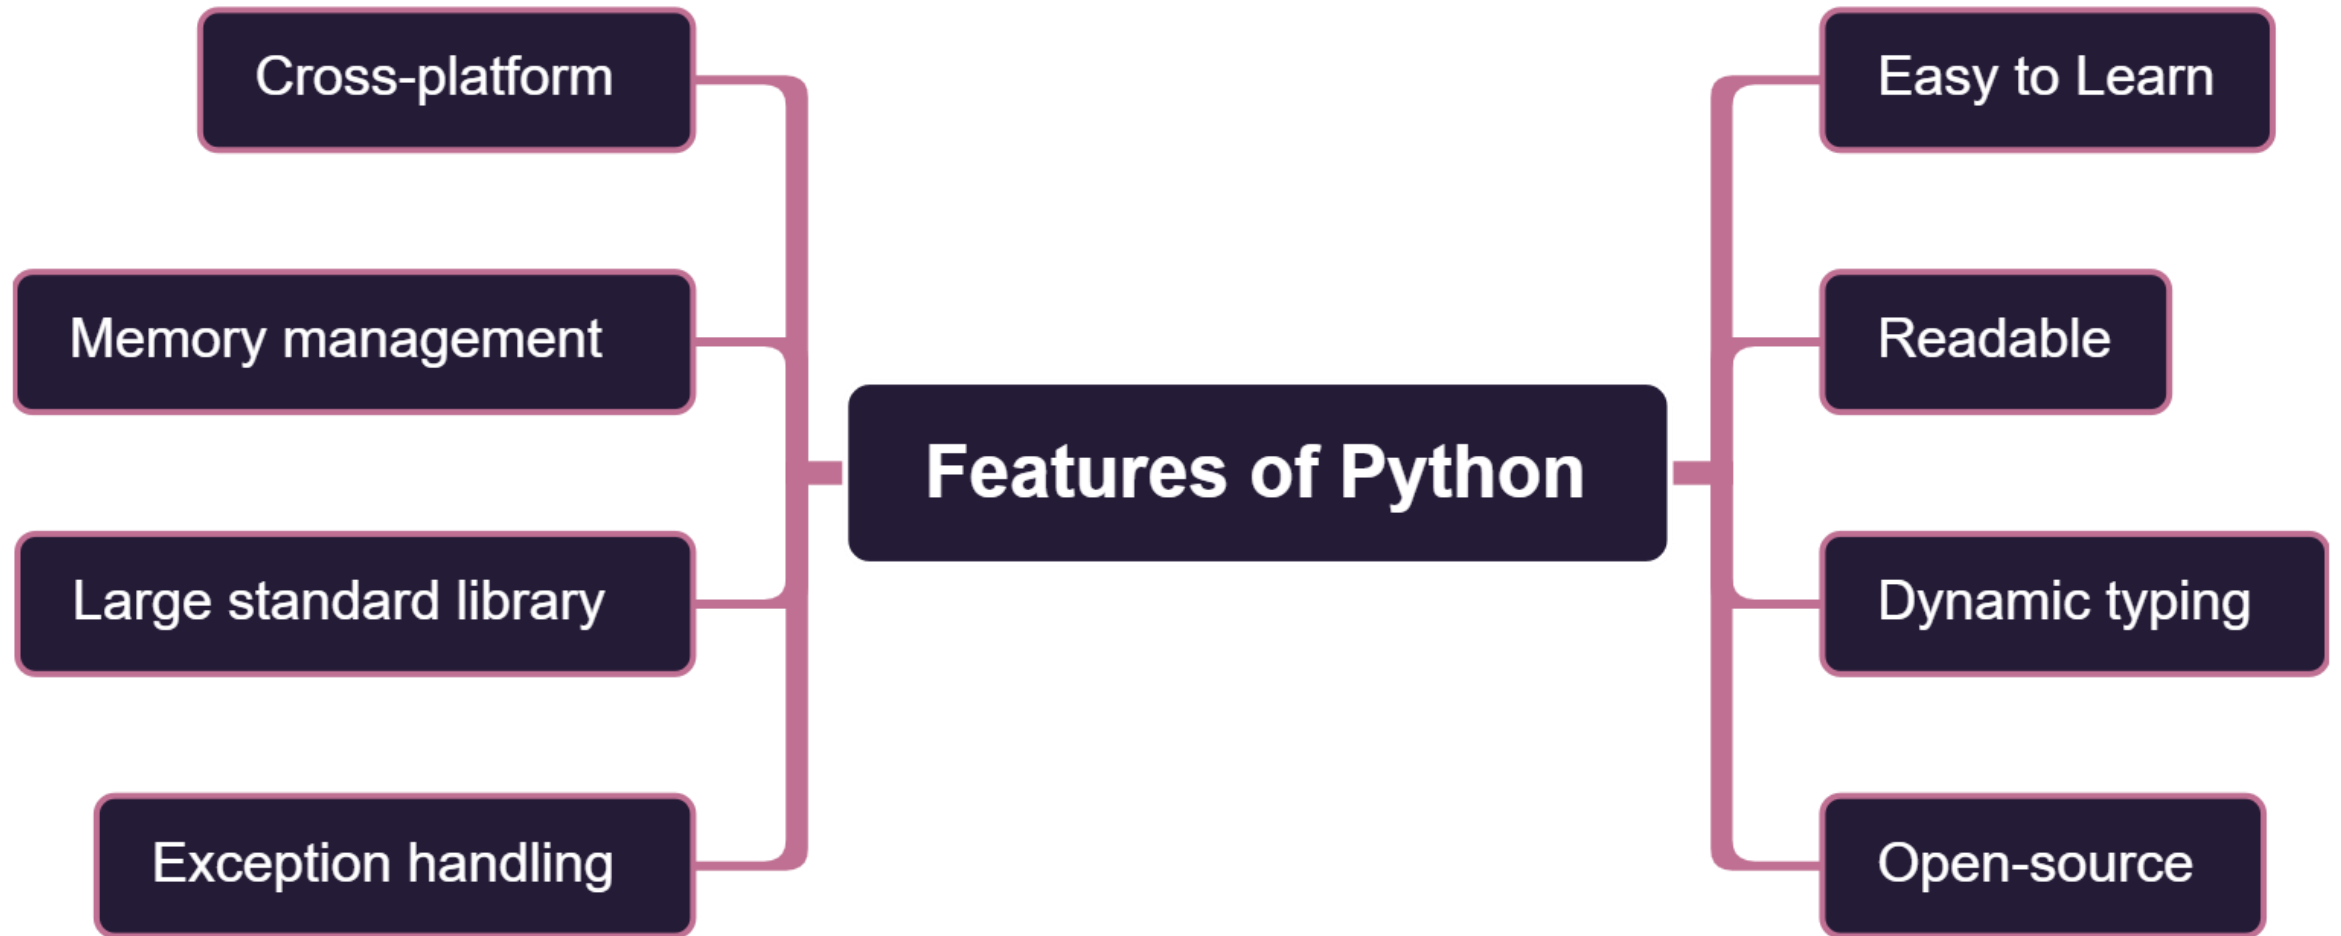 Cross-platform
Memory management
Large standard library
Exception handling
Features of Python
Easy to Learn
Readable
Dynamic typing
Open-source